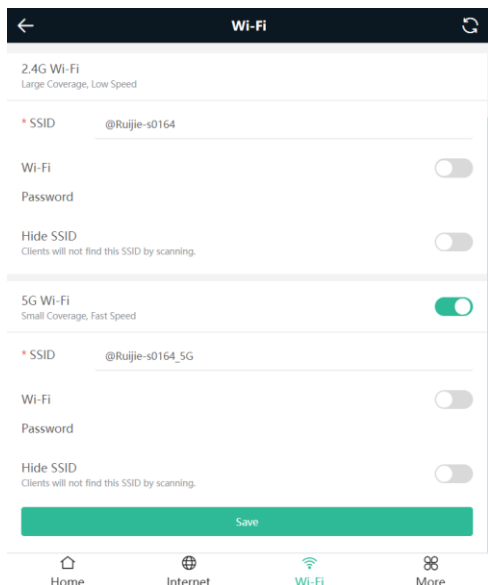 Wi-Fi
2.4G Wi-Fi
Large Coverage, Low Speed
* SSID @Ruijie-s0164
Wi-Fi
Password
Hide SSID
Clients will not find this SSID by scanning.
5G Wi-Fi
Small Coverage, Fast Speed
* SSID @Ruijie-s0164_5G
Wi-Fi
Password
Hide SSID
Clients will not find this SSID by scanning.
Save
Home Internet Wi-Fi More